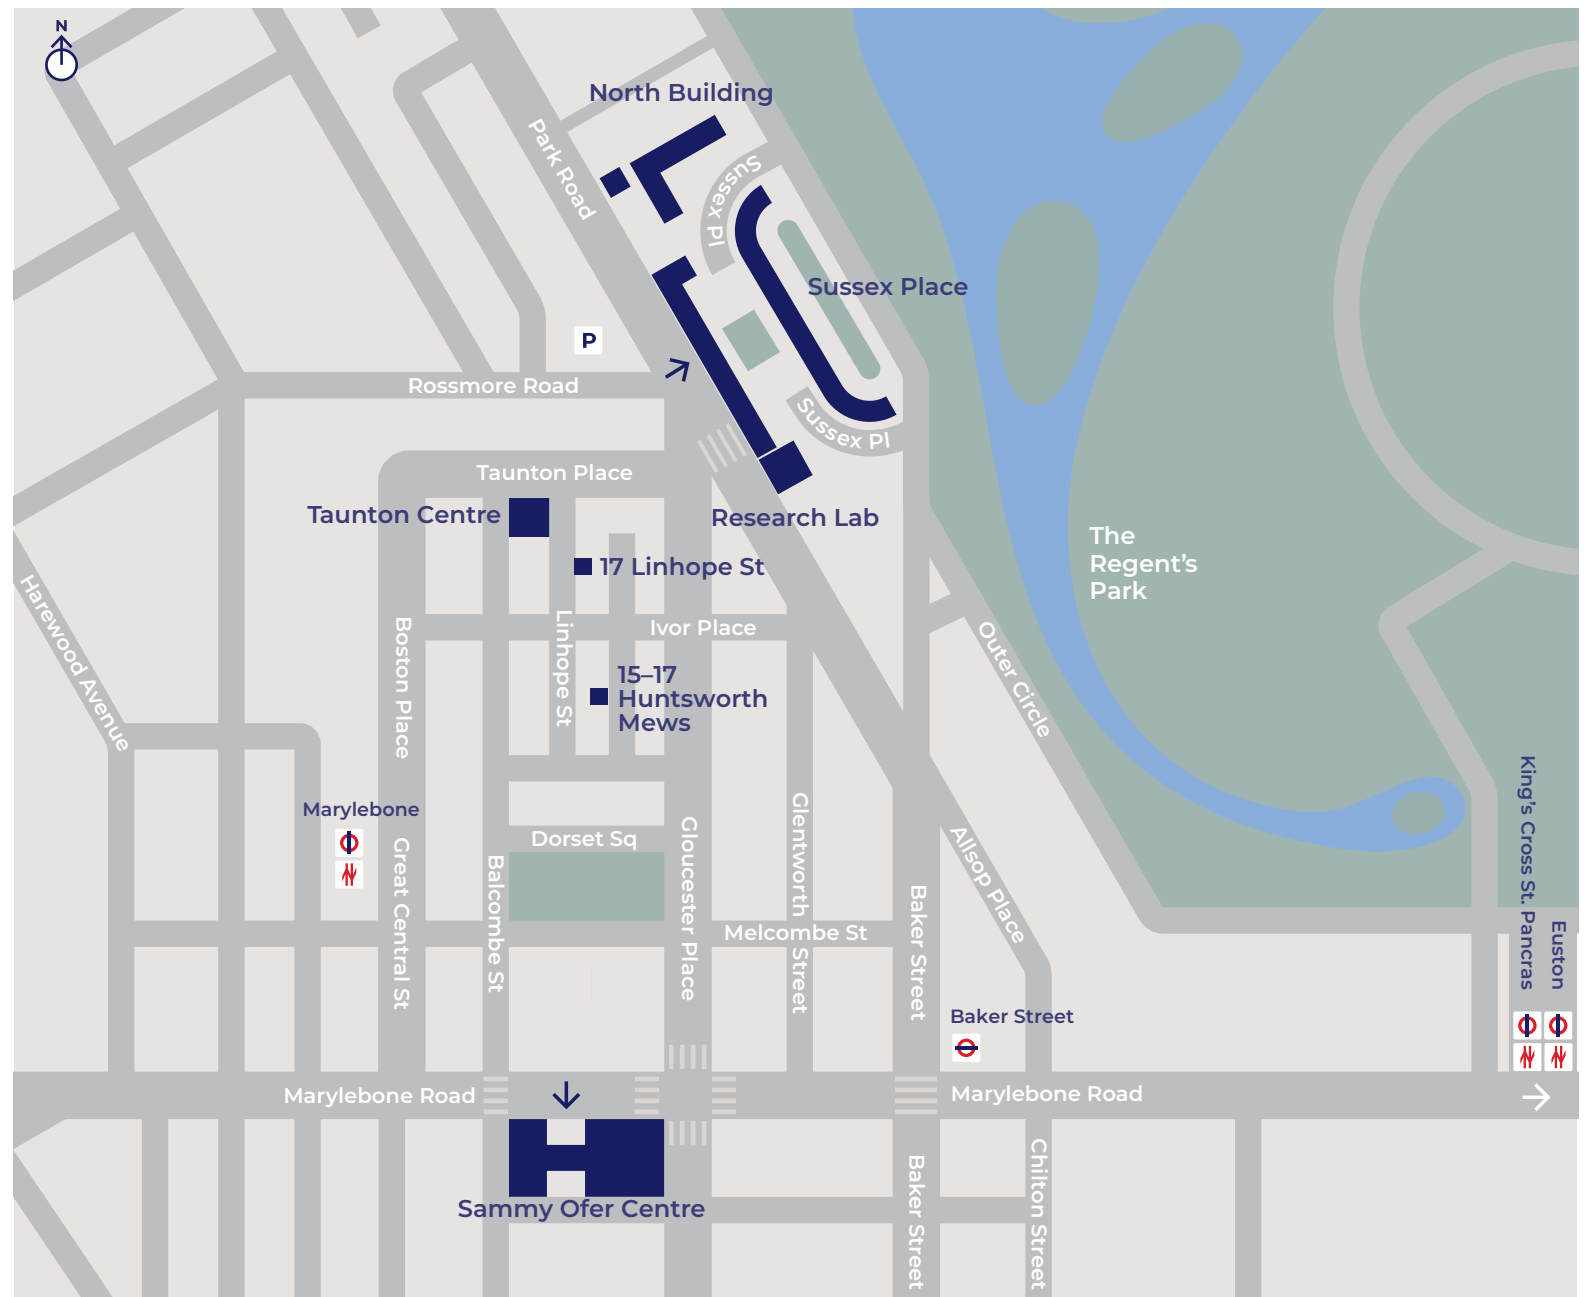 N
North Building
Park Road
Sussex Pl
Sussex Place
P
Rossmore Road
Sussex Pl
Taunton Place
Taunton Centre
Research Lab
17 Linhope St
The
Regent’s
Park
Harewood Avenue
Boston Place
Linhope St
Ivor Place
Outer Circle
15–17
Huntsworth
Mews
Marylebone
Dorset Sq
Great Central St
Balcombe St
Gloucester Place
Glentworth Street
Melcombe St
Baker Street
Allsop Place
King’s Cross St. Pancras
Euston
Baker Street
Marylebone Road
Marylebone Road
Sammy Ofer Centre
Baker Street
Chilton Street